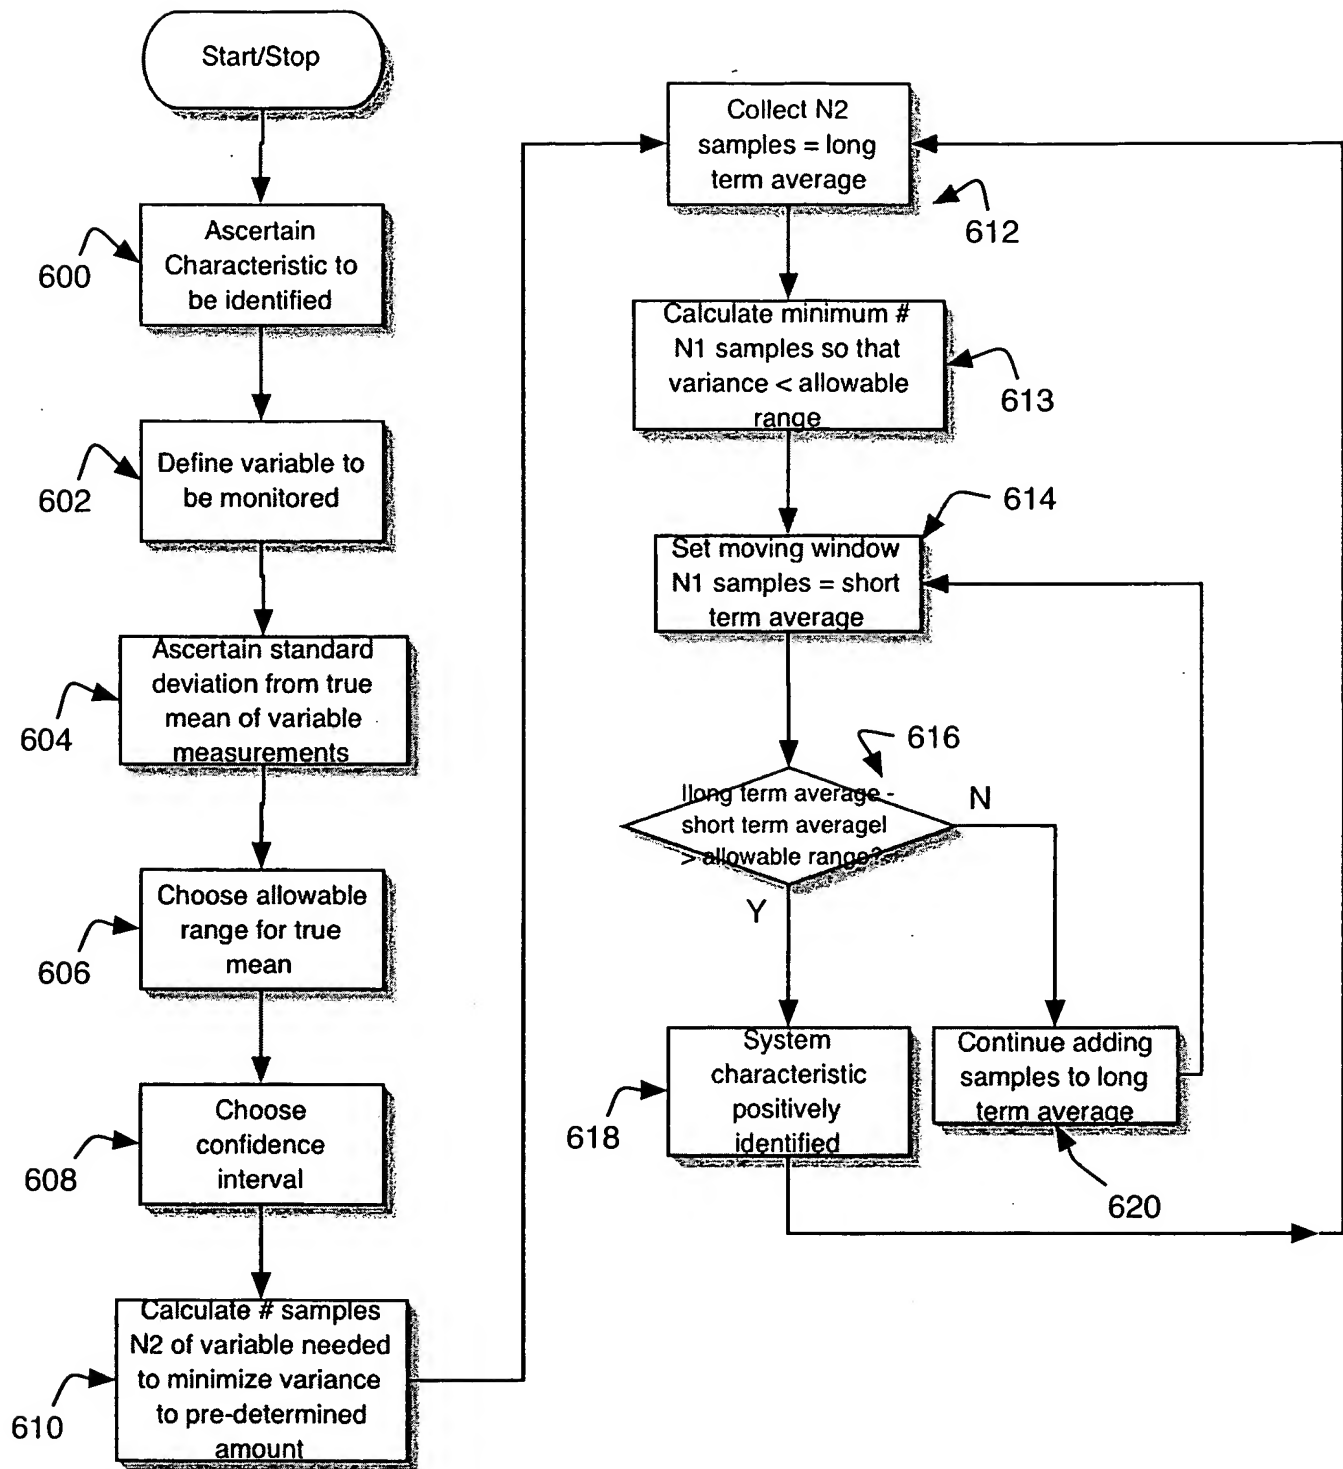 Start/Stop
600
Ascertain
Characteristic to
be identified
602
Define variable to
be monitored
604
Ascertain standard
deviation from true
mean of variable
measurements
606
Choose allowable
range for true
mean
608
Choose
confidence
interval
610
Calculate # samples
N2 of variable needed
to minimize variance
to pre-determined
amount
Collect N2
samples = long
term average
612
Calculate minimum #
N1 samples so that
variance < allowable
range
613
614
Set moving window
N1 samples = short
term average
616
|long term average -
short term average|
> allowable range?
N
Y
618
System
characteristic
positively
identified
Continue adding
samples to long
term average
620